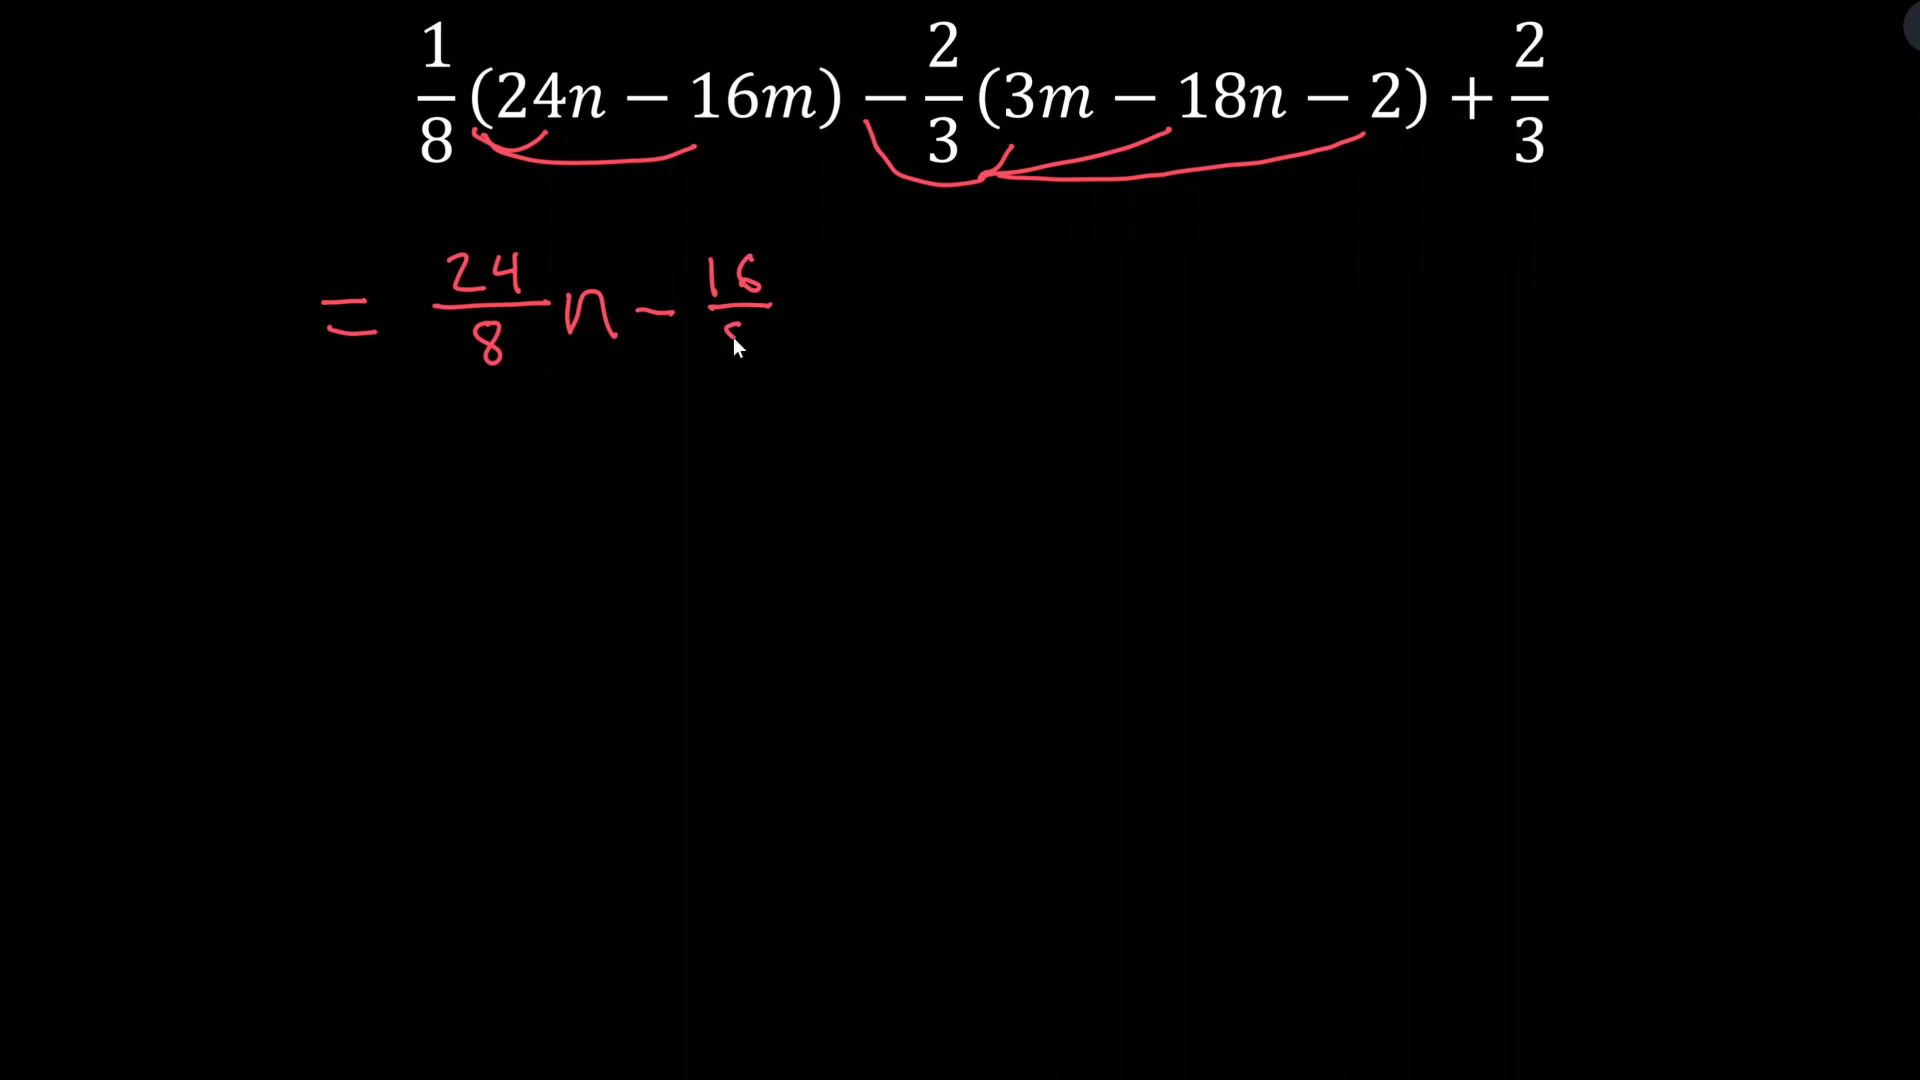 1/8(24n − 16m) − 2/3(3m − 18n − 2) + 2/3
= 24/8 n − 16/